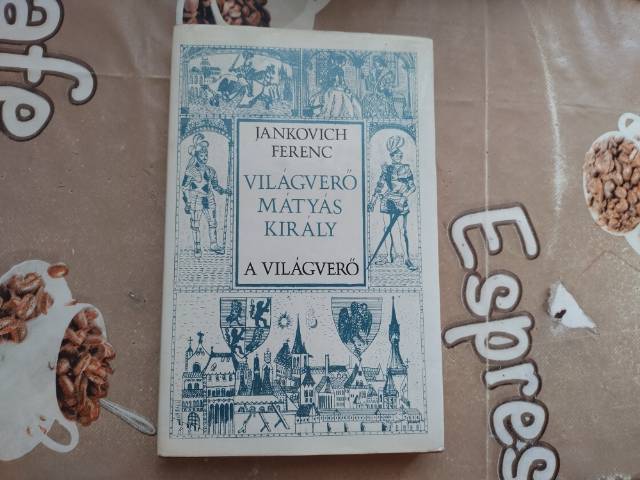 JANKOVICH
FERENC
VILÁGVERŐ
MÁTYÁS
KIRÁLY
A VILÁGVERŐ
afe
Espres